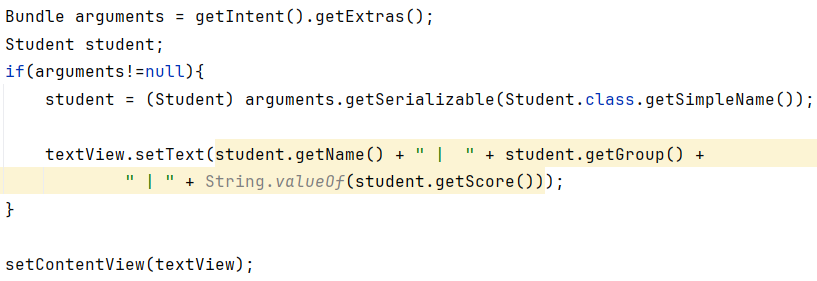 Bundle arguments = getIntent().getExtras();
Student student;
if(arguments!=null){
    student = (Student) arguments.getSerializable(Student.class.getSimpleName());

    textView.setText(student.getName() + " |  " + student.getGroup() +
            " | " + String.valueOf(student.getScore()));
}

setContentView(textView);